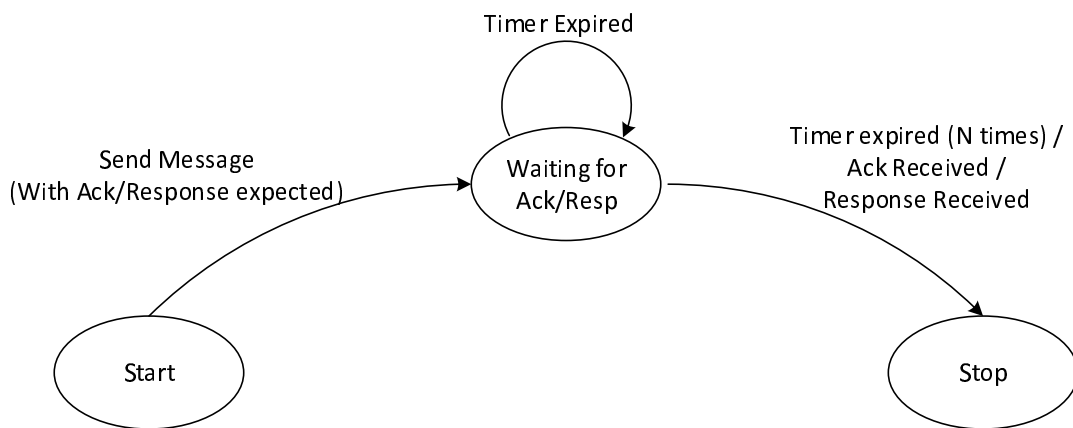 Timer Expired
Send Message
(With Ack/Response expected)
Waiting for
Ack/Resp
Timer expired (N times) /
Ack Received /
Response Received
Start
Stop